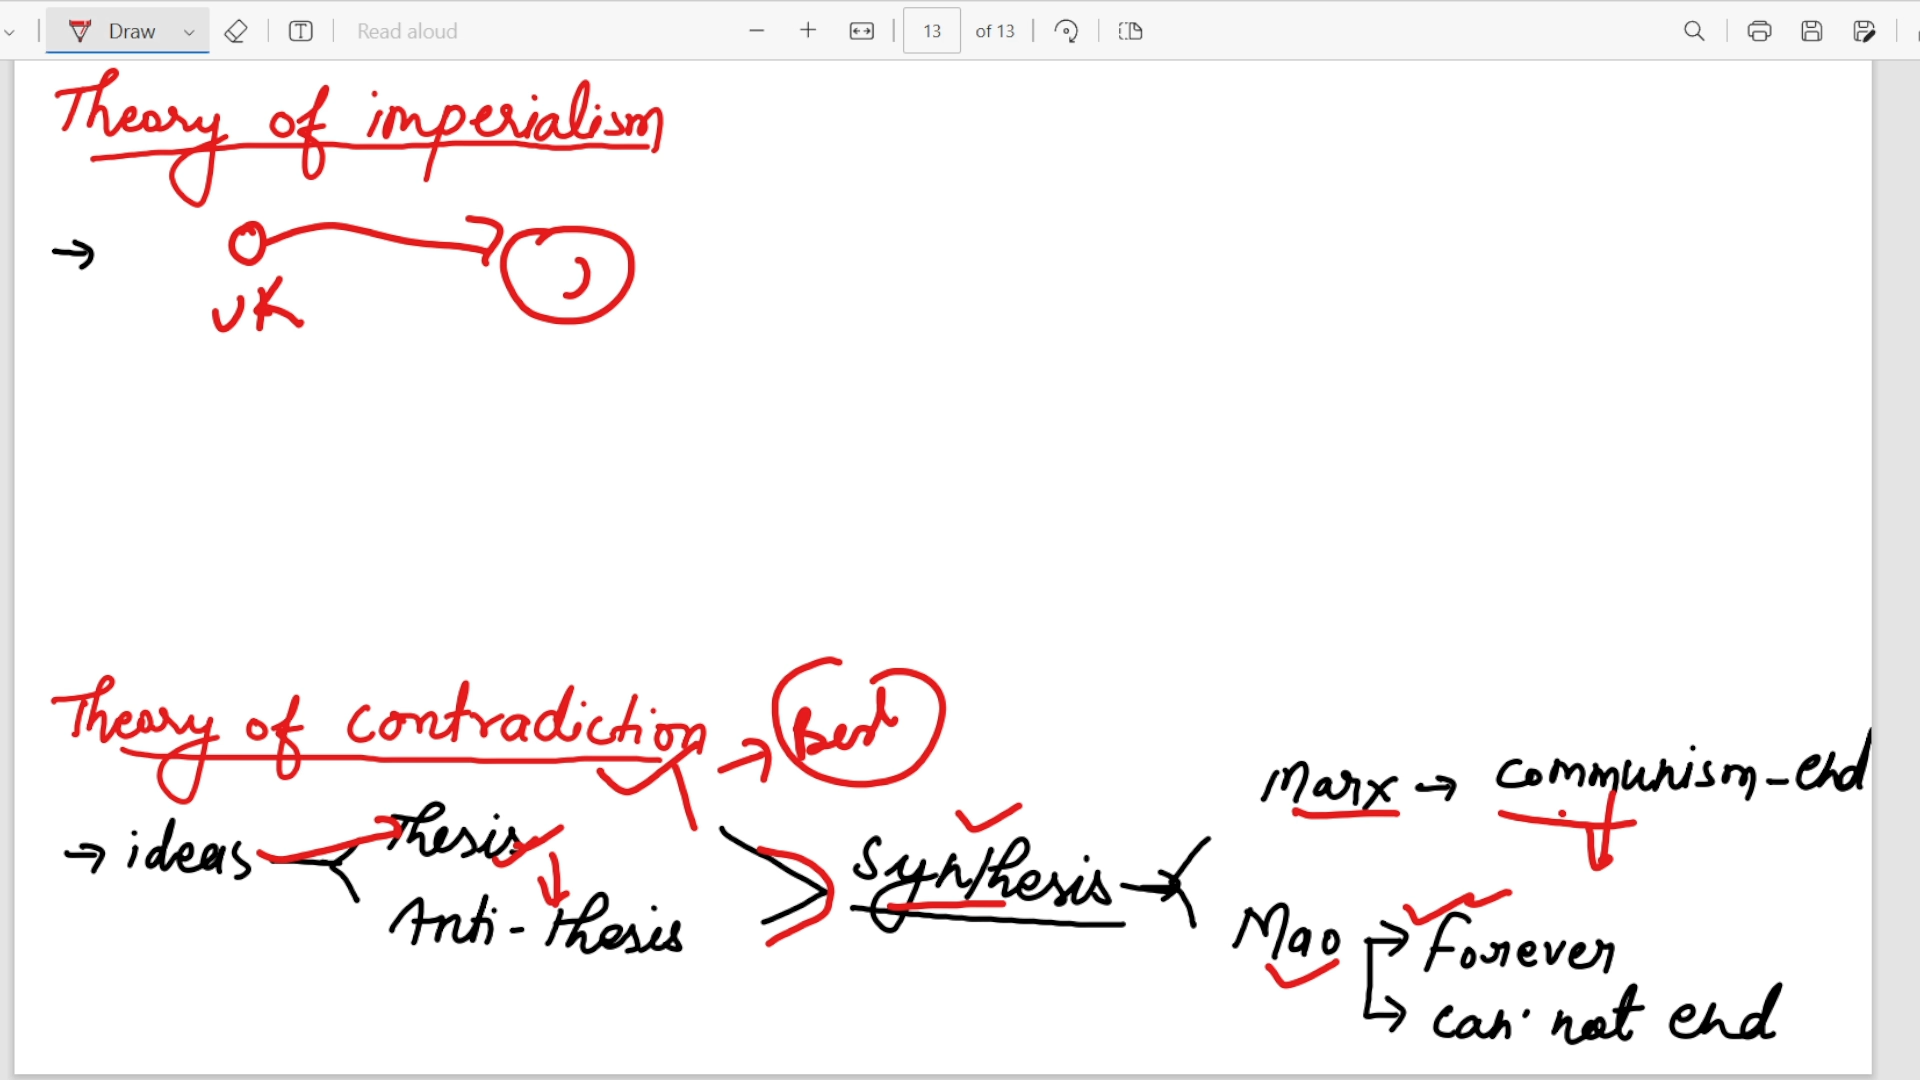 Draw Read aloud 13 of 13
Theory of imperialism
→
UK
Theory of contradiction → Best
→ ideas Thesis
Anti-thesis
Synthesis →
Marx → Communism-end
Mao → Forever
→ can not end